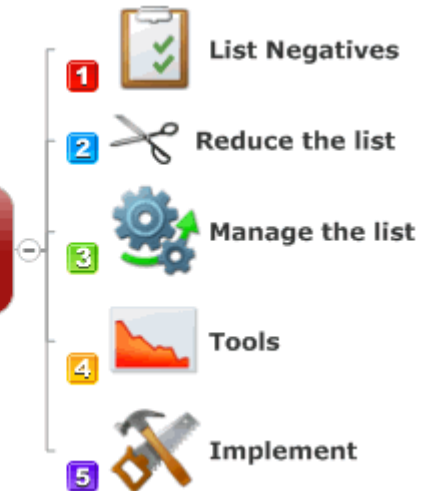 1 List Negatives
2 Reduce the list
3 Manage the list
4 Tools
5 Implement